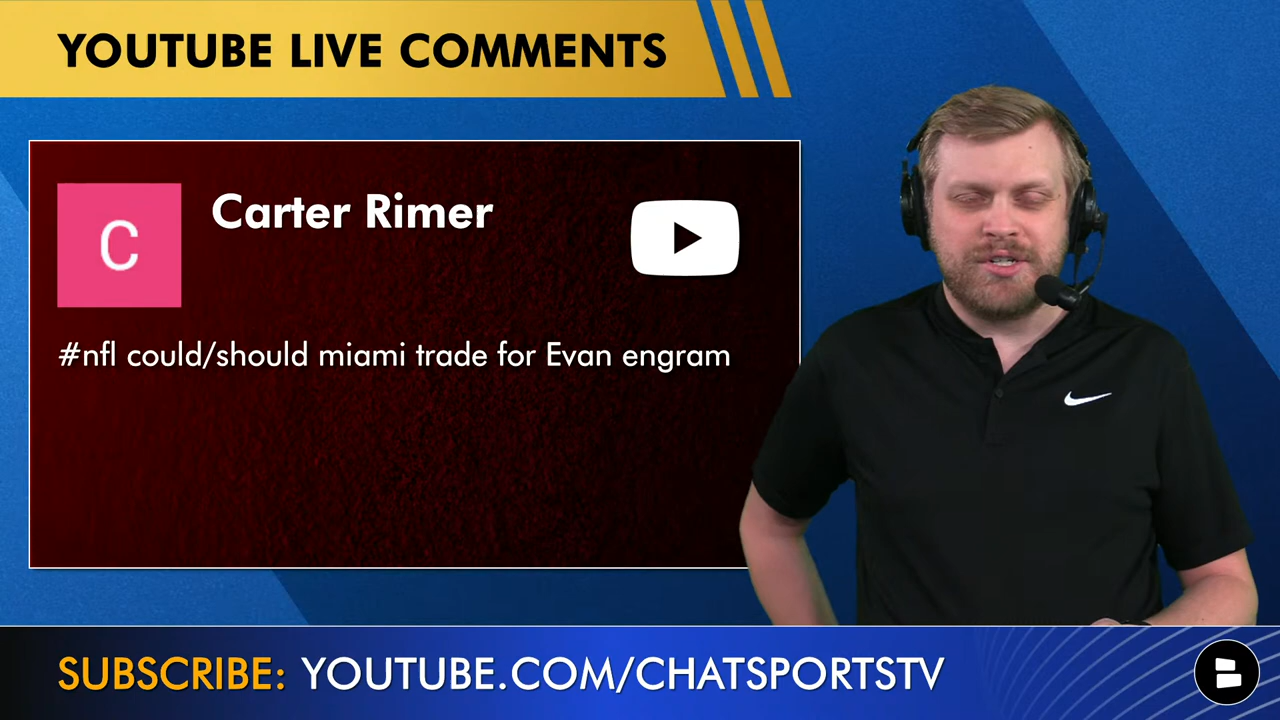 YOUTUBE LIVE COMMENTS
C
Carter Rimer
#nfl could/should miami trade for Evan engram
SUBSCRIBE: YOUTUBE.COM/CHATSPORTSTV